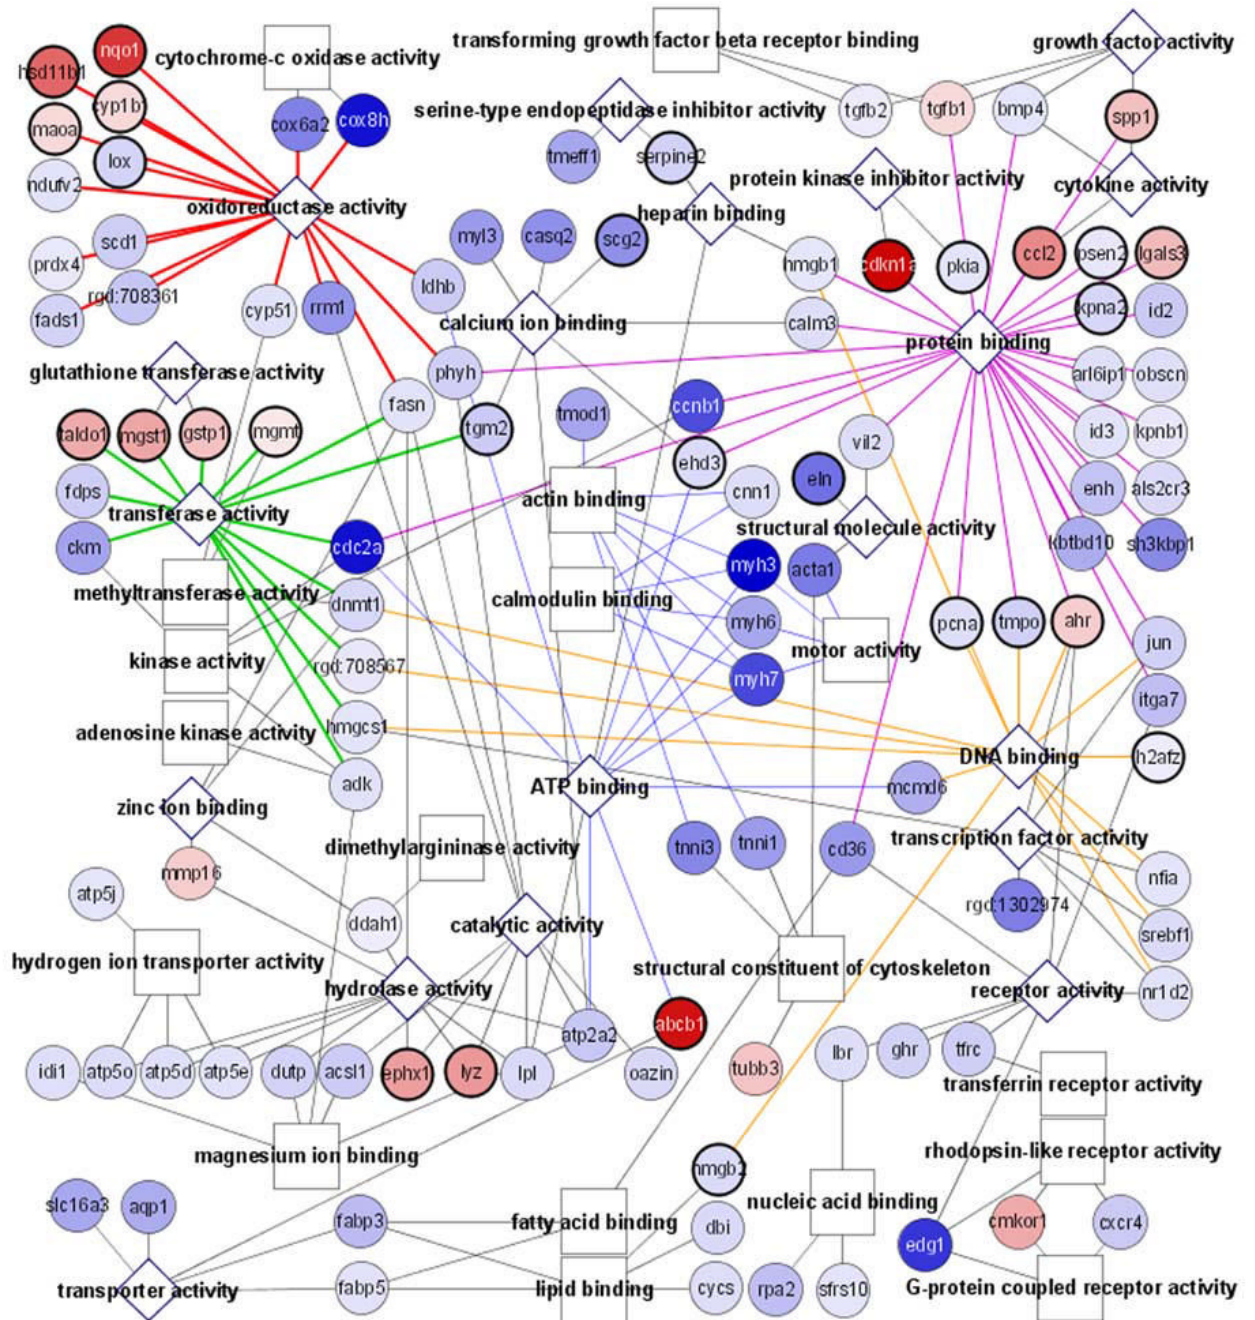 transforming growth factor beta receptor binding
growth factor activity
nqo1
cytochrome-c oxidase activity
hsd11b1
cyp1b1
serine-type endopeptidase inhibitor activity
tgfb2
tgfb1
bmp4
spp1
cox6a2
cox8h
maoa
lox
tmeff1
serpine2
protein kinase inhibitor activity
cytokine activity
ndufv2
oxidoreductase activity
heparin binding
scd1
myl3
casq2
scg2
prdx4
hmgb1
cdkn1a
pkia
ccl2
psen2
lgals3
ldhb
rgd:708361
cyp51
rrm1
kpna2
id2
fads1
calcium ion binding
calm3
protein binding
glutathione transferase activity
phyh
arl6ip1
obscn
fasn
tmod1
ccnb1
taldo1
mgst1
gstp1
mgmt
tgm2
vil2
id3
kpnb1
ehd3
fdps
eln
cnn1
enh
als2cr3
actin binding
transferase activity
structural molecule activity
ckm
cdc2a
kbtbd10
sh3kbp1
myh3
acta1
methyltransferase activity
dnmt1
calmodulin binding
myh6
pcna
tmpo
ahr
jun
motor activity
kinase activity
rgd:708567
myh7
itga7
adenosine kinase activity
hmgcs1
DNA binding
h2afz
adk
ATP binding
mcmd6
zinc ion binding
dimethylargininase activity
tnni3
tnni1
cd36
transcription factor activity
mmp16
nfia
atp5j
rgd:1302974
ddah1
catalytic activity
srebf1
hydrogen ion transporter activity
structural constituent of cytoskeleton
hydrolase activity
receptor activity
nr1d2
abcb1
atp2a2
lbr
ghr
tfrc
idi1
atp5o
atp5d
atp5e
dutp
acsl1
ephx1
lyz
lpl
oazin
tubb3
transferrin receptor activity
magnesium ion binding
rhodopsin-like receptor activity
hmgb2
slc16a3
aqp1
nucleic acid binding
fabp3
fatty acid binding
dbi
cmkor1
cxcr4
edg1
transporter activity
fabp5
lipid binding
cycs
rpa2
sfrs10
G-protein coupled receptor activity